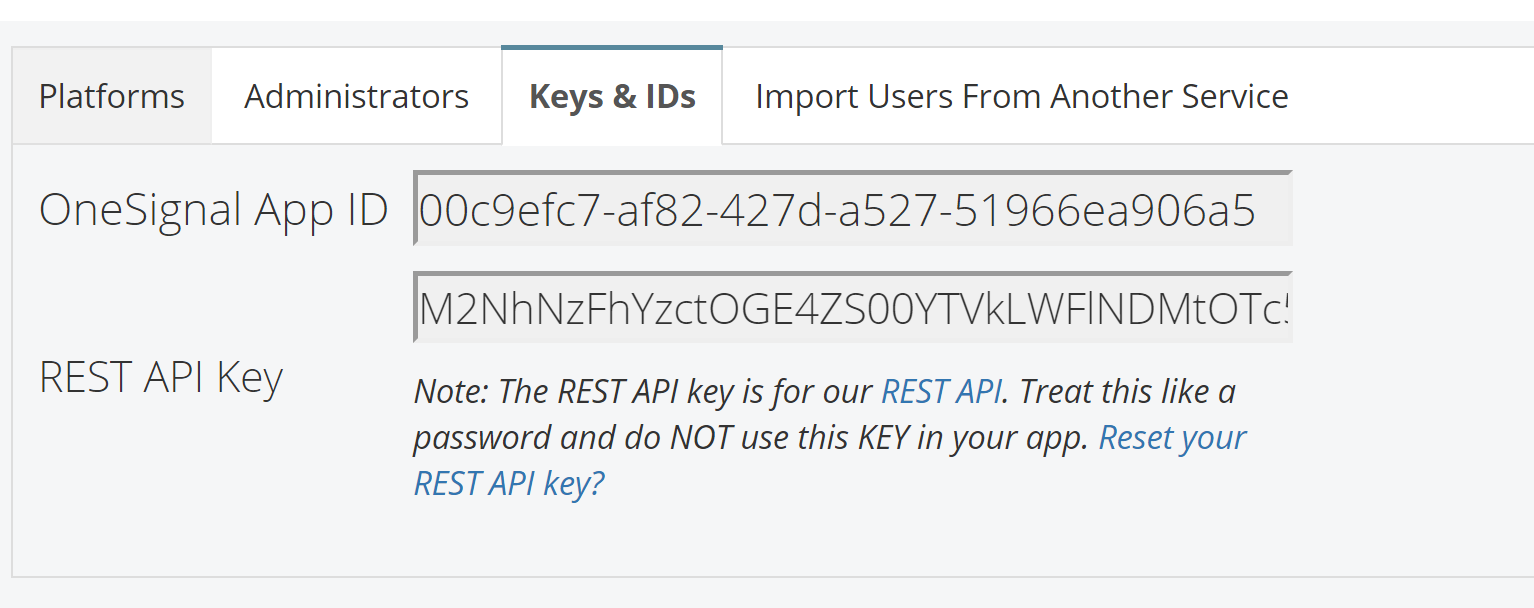 Platforms Administrators Keys & IDs Import Users From Another Service
OneSignal App ID 00c9efc7-af82-427d-a527-51966ea906a5
M2NhNzFhYzctOGE4ZS00YTVkLWFlNDMtOTc
REST API Key
Note: The REST API key is for our REST API. Treat this like a
password and do NOT use this KEY in your app. Reset your
REST API key?